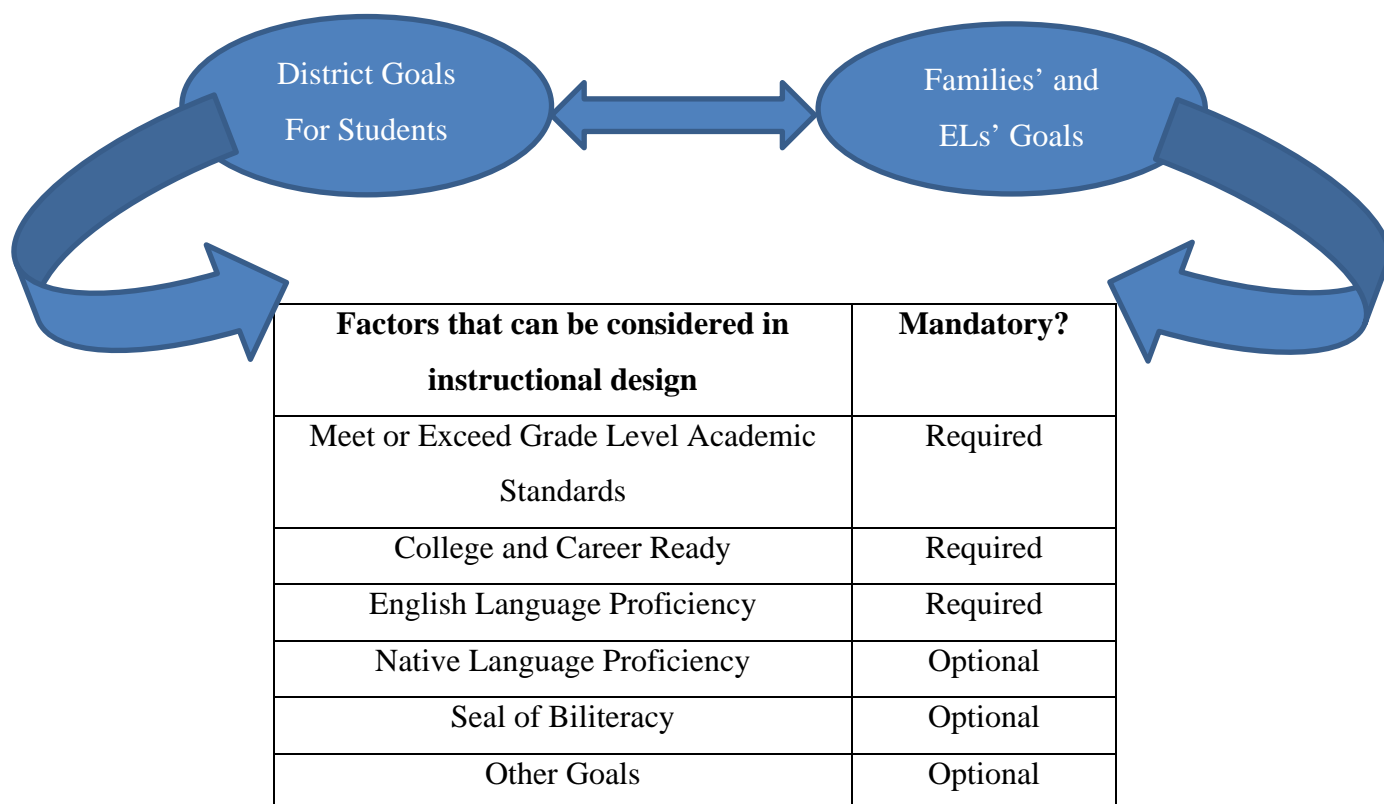 District Goals
For Students
Families’ and
ELs’ Goals
Factors that can be considered in
instructional design
Mandatory?
Meet or Exceed Grade Level Academic
Standards
Required
College and Career Ready
Required
English Language Proficiency
Required
Native Language Proficiency
Optional
Seal of Biliteracy
Optional
Other Goals
Optional